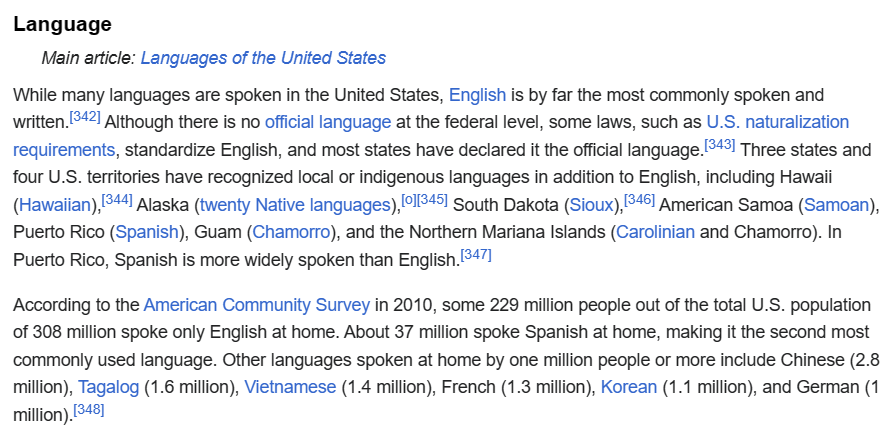 Language
Main article: Languages of the United States
While many languages are spoken in the United States, English is by far the most commonly spoken and
written.[342] Although there is no official language at the federal level, some laws, such as U.S. naturalization
requirements, standardize English, and most states have declared it the official language.[343] Three states and
four U.S. territories have recognized local or indigenous languages in addition to English, including Hawaii
(Hawaiian),[344] Alaska (twenty Native languages),[o][345] South Dakota (Sioux),[346] American Samoa (Samoan),
Puerto Rico (Spanish), Guam (Chamorro), and the Northern Mariana Islands (Carolinian and Chamorro). In
Puerto Rico, Spanish is more widely spoken than English.[347]
According to the American Community Survey in 2010, some 229 million people out of the total U.S. population
of 308 million spoke only English at home. About 37 million spoke Spanish at home, making it the second most
commonly used language. Other languages spoken at home by one million people or more include Chinese (2.8
million), Tagalog (1.6 million), Vietnamese (1.4 million), French (1.3 million), Korean (1.1 million), and German (1
million).[348]